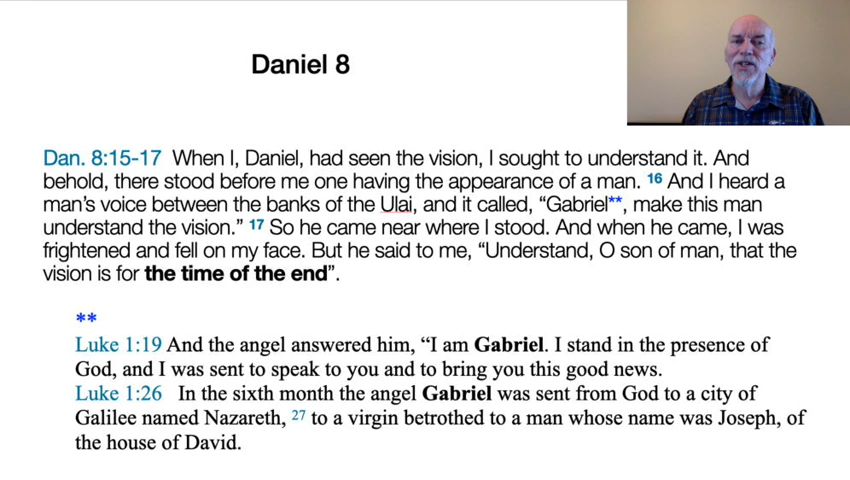 Daniel 8
Dan. 8:15-17 When I, Daniel, had seen the vision, I sought to understand it. And
behold, there stood before me one having the appearance of a man. 16 And I heard a
man's voice between the banks of the Ulai, and it called, “Gabriel**, make this man
understand the vision.” 17 So he came near where I stood. And when he came, I was
frightened and fell on my face. But he said to me, “Understand, O son of man, that the
vision is for the time of the end”.
**
Luke 1:19 And the angel answered him, “I am Gabriel. I stand in the presence of
God, and I was sent to speak to you and to bring you this good news.
Luke 1:26 In the sixth month the angel Gabriel was sent from God to a city of
Galilee named Nazareth, 27 to a virgin betrothed to a man whose name was Joseph, of
the house of David.